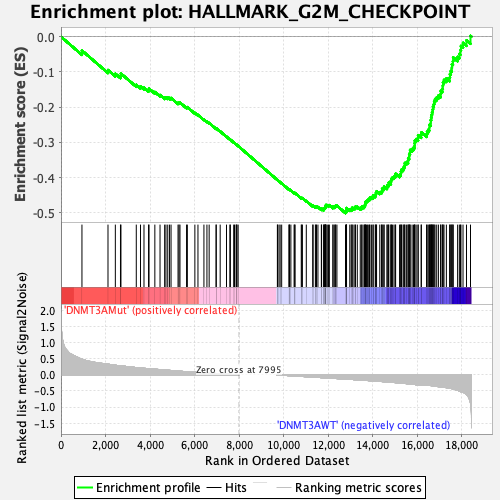 Enrichment plot: HALLMARK_G2M_CHECKPOINT
Enrichment score (ES)
0.0
-0.1
-0.2
-0.3
-0.4
-0.5
'DNMT3AMut' (positively correlated)
Ranked list metric (Signal2Noise)
2.0
1.5
1.0
0.5
0.0
-0.5
-1.0
-1.5
Zero cross at 7995
'DNMT3AWT' (negatively correlated)
0
2,000
4,000
6,000
8,000
10,000
12,000
14,000
16,000
18,000
Rank in Ordered Dataset
Enrichment profile
Hits
Ranking metric scores